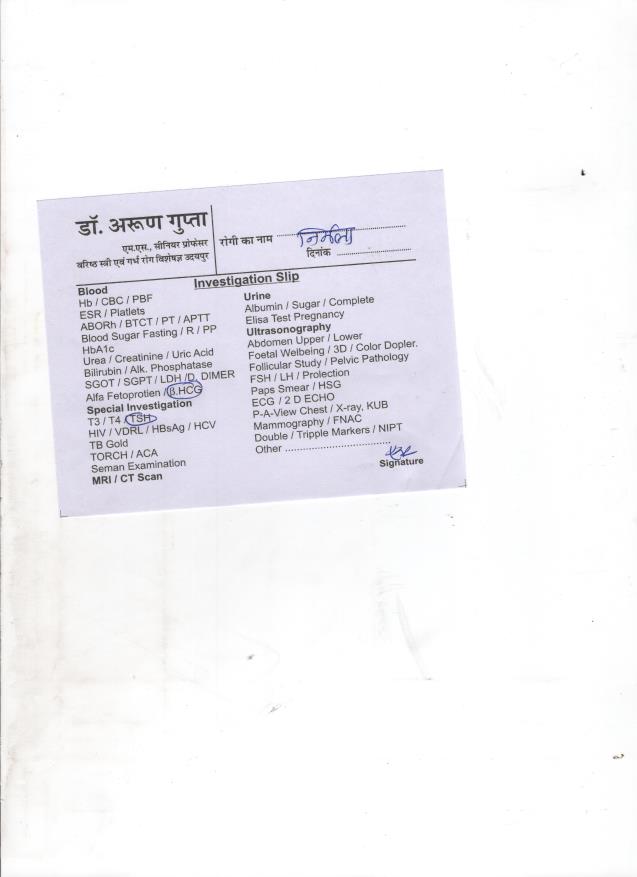 डॉ. अरूण गुप्ता
एम.एस., सीनियर प्रोफेसर
वरिष्ठ स्त्री एवं गर्भ रोग विशेषज्ञ उदयपुर
रोगी का नाम ........ निर्मला
दिनांक ........
Investigation Slip
Blood
Hb / CBC / PBF
ESR / Platlets
ABORh / BTCT / PT / APTT
Blood Sugar Fasting / R / PP
HbA1c
Urea / Creatinine / Uric Acid
Bilirubin / Alk. Phosphatase
SGOT / SGPT / LDH /D. DIMER
Alfa Fetoprotien / β.HCG
Special Investigation
T3 / T4 / TSH
HIV / VDRL / HBsAg / HCV
TB Gold
TORCH / ACA
Seman Examination
MRI / CT Scan
Urine
Albumin / Sugar / Complete
Elisa Test Pregnancy
Ultrasonography
Abdomen Upper / Lower
Foetal Welbeing / 3D / Color Dopler.
Follicular Study / Pelvic Pathology
FSH / LH / Prolection
Paps Smear / HSG
ECG / 2 D ECHO
P-A-View Chest / X-ray, KUB
Mammography / FNAC
Double / Tripple Markers / NIPT
Other ........
Signature